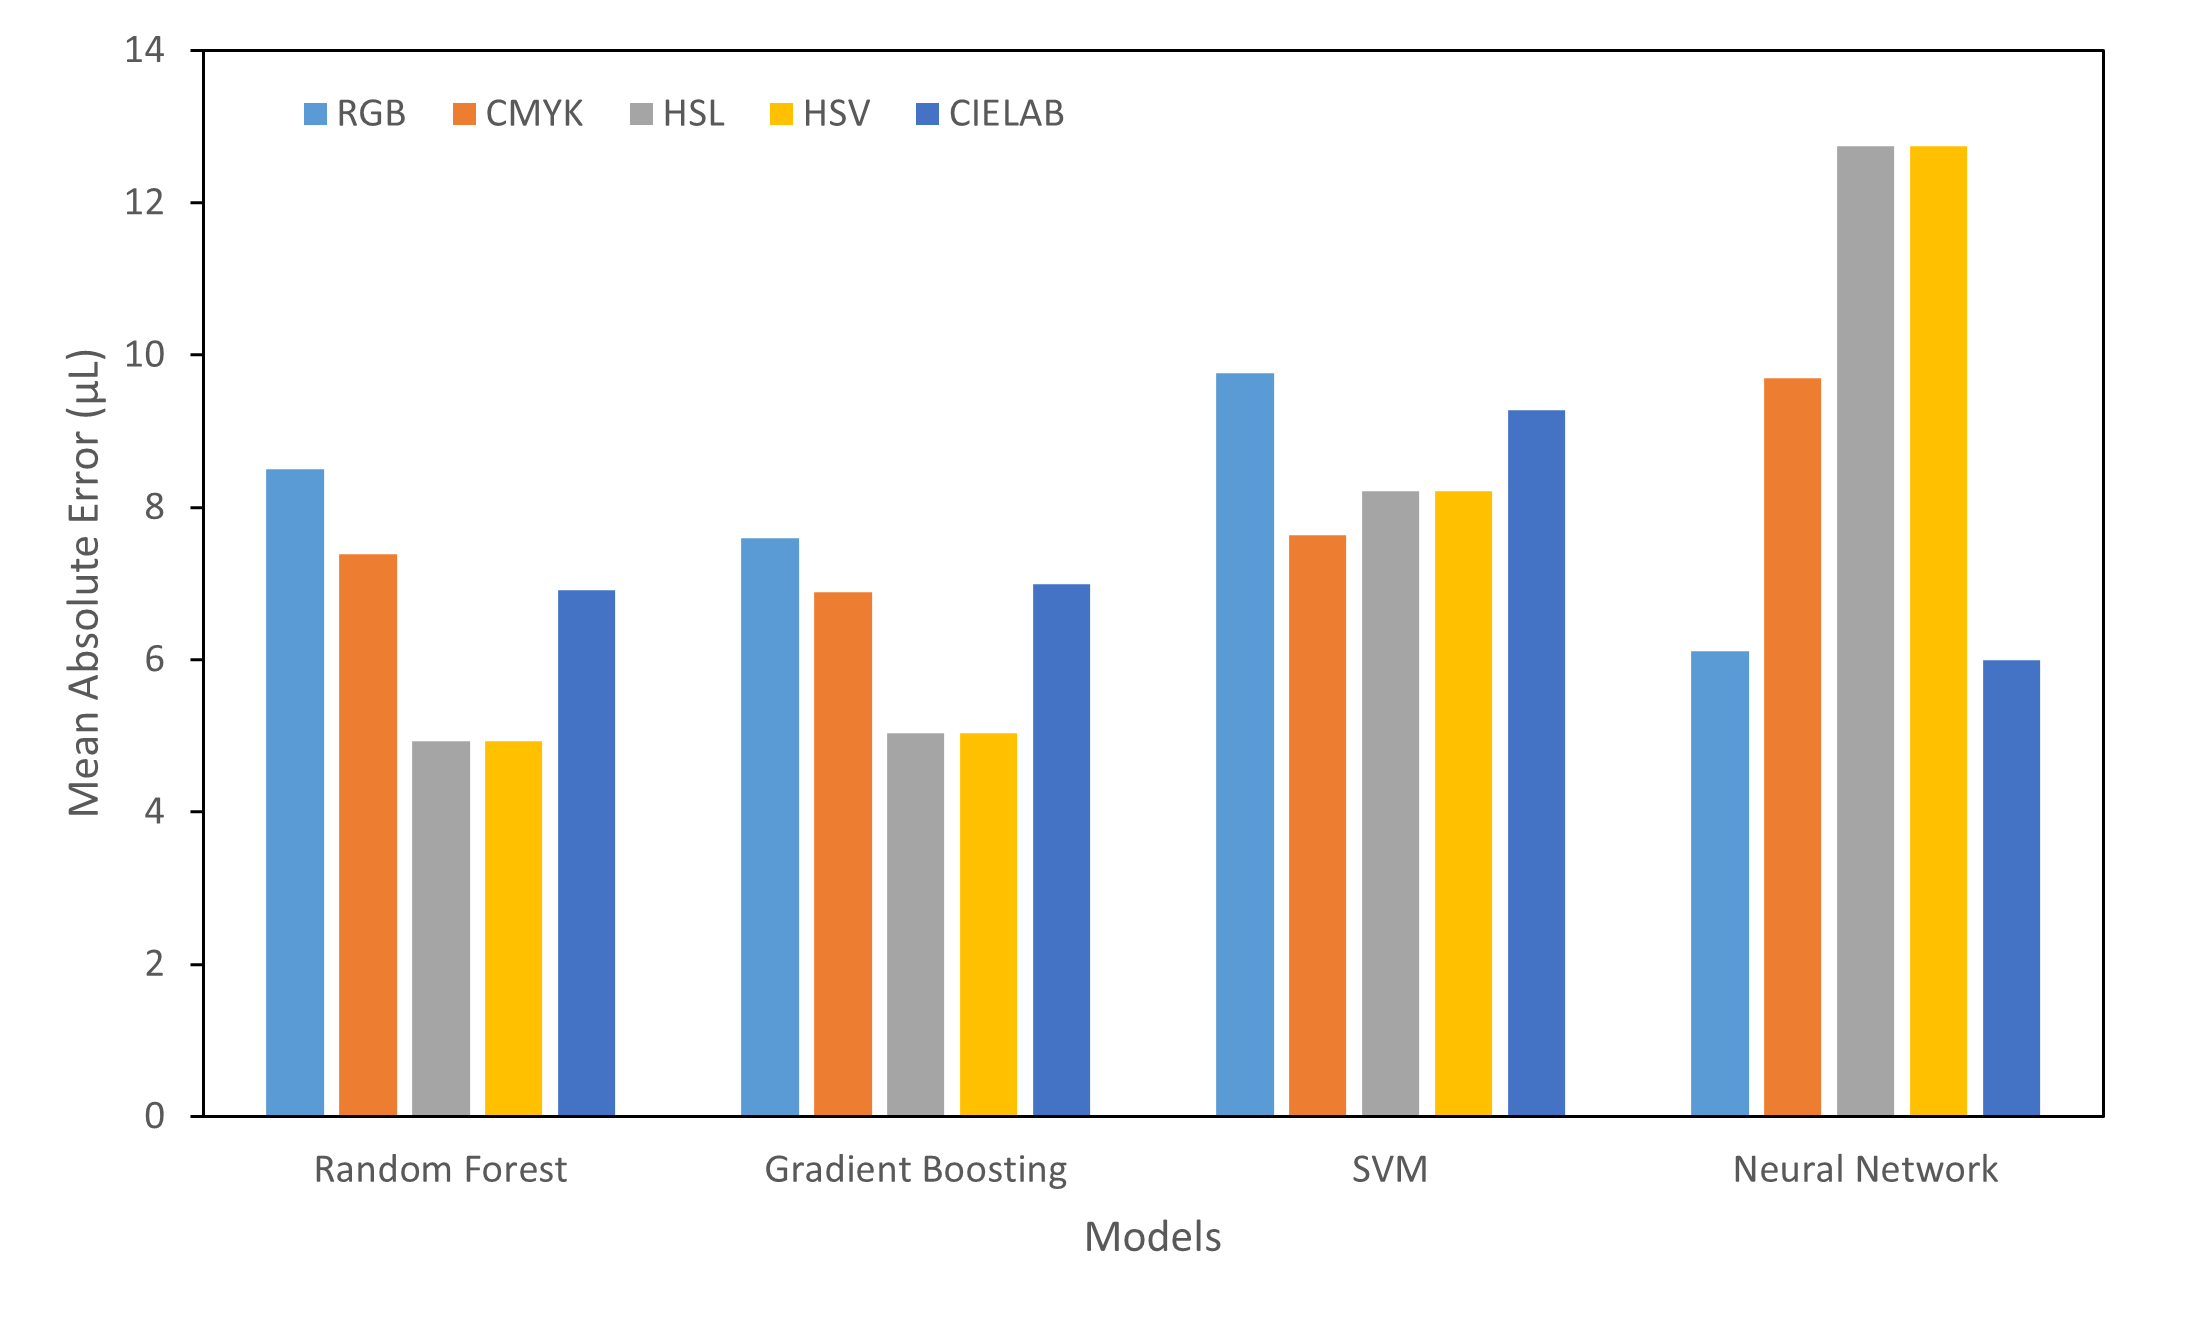 14
12
10
8
6
4
2
0
Mean Absolute Error (µL)
RGB CMYK HSL HSV CIELAB
Random Forest Gradient Boosting SVM Neural Network
Models